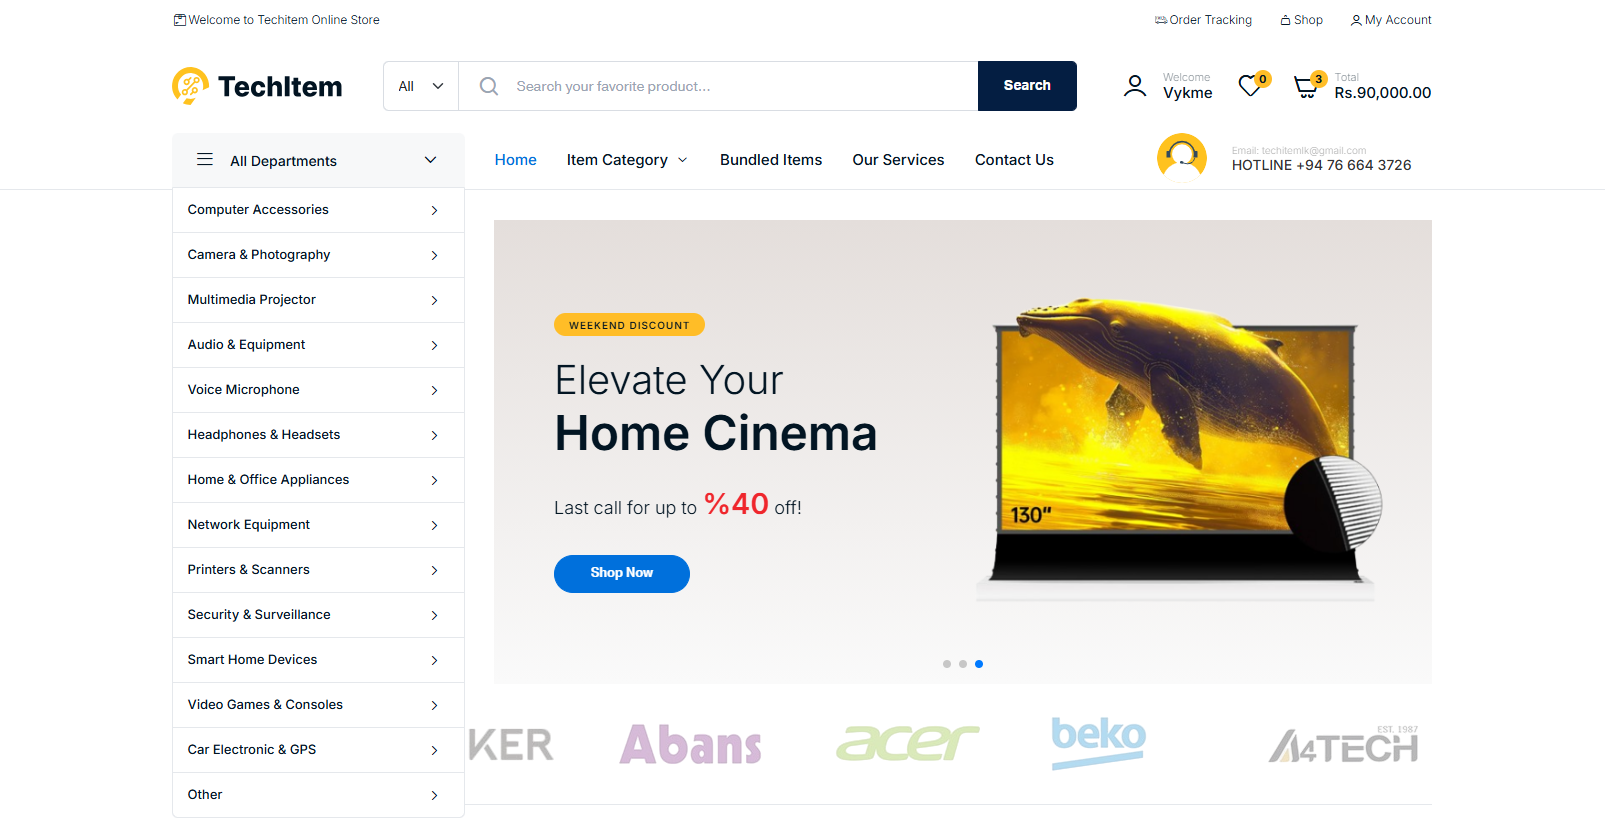 Welcome to Techitem Online Store
Order Tracking
Shop
My Account
TechItem
All
Search your favorite product...
Search
Welcome
Vykme
0
3
Total
Rs.90,000.00
All Departments
Home
Item Category
Bundled Items
Our Services
Contact Us
Email: techitemlk@gmail.com
HOTLINE +94 76 664 3726
Computer Accessories
Camera & Photography
Multimedia Projector
Audio & Equipment
Voice Microphone
Headphones & Headsets
Home & Office Appliances
Network Equipment
Printers & Scanners
Security & Surveillance
Smart Home Devices
Video Games & Consoles
Car Electronic & GPS
Other
WEEKEND DISCOUNT
Elevate Your
Home Cinema
Last call for up to %40 off!
Shop Now
130"
KER
Abans
acer
beko
EST. 1987
A4TECH